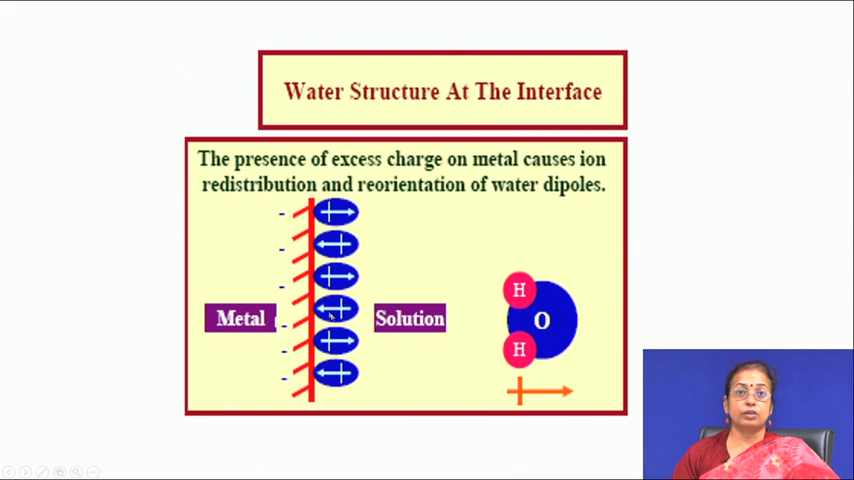 Water Structure At The Interface
The presence of excess charge on metal causes ion
redistribution and reorientation of water dipoles.
Metal
Solution
H
O
H